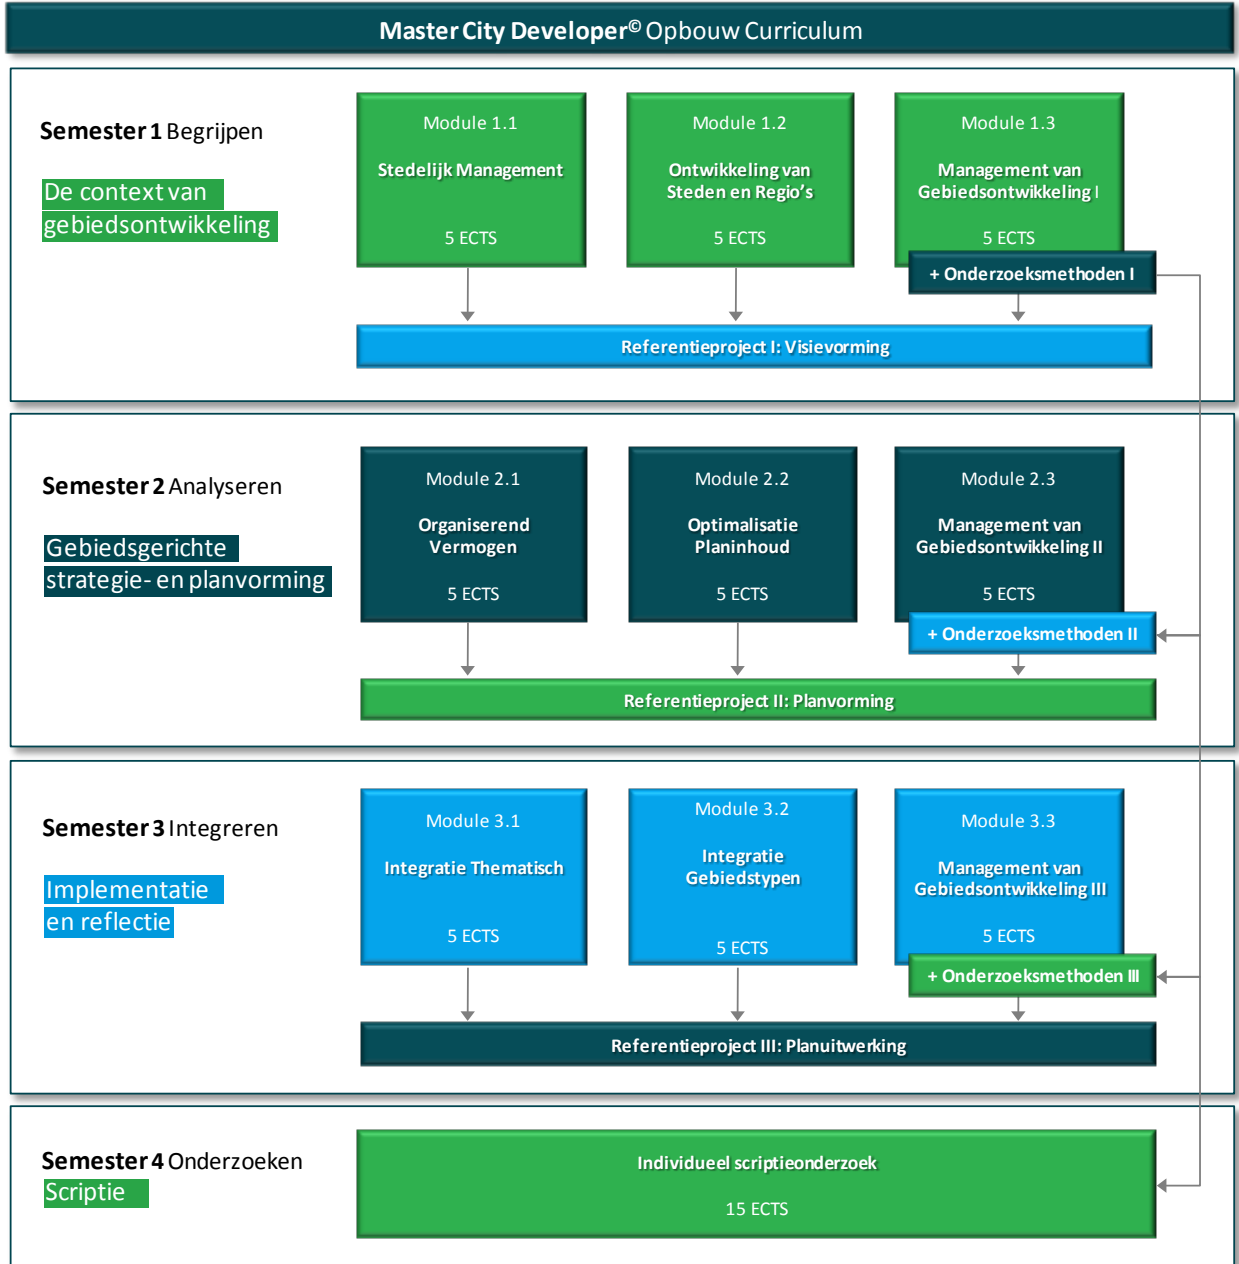 Master City Developer© Opbouw Curriculum
Semester 1 Begrijpen
De context van
gebiedsontwikkeling
Module 1.1
Stedelijk Management
5 ECTS
Module 1.2
Ontwikkeling van
Steden en Regio's
5 ECTS
Module 1.3
Management van
Gebiedsontwikkeling I
5 ECTS
+ Onderzoeksmethoden I
Referentieproject I: Visievorming
Semester 2 Analyseren
Gebiedsgerichte
strategie- en planvorming
Module 2.1
Organiserend
Vermogen
5 ECTS
Module 2.2
Optimalisatie
Planinhoud
5 ECTS
Module 2.3
Management van
Gebiedsontwikkeling II
5 ECTS
+ Onderzoeksmethoden II
Referentieproject II: Planvorming
Semester 3 Integreren
Implementatie
en reflectie
Module 3.1
Integratie Thematisch
5 ECTS
Module 3.2
Integratie
Gebiedstypen
5 ECTS
Module 3.3
Management van
Gebiedsontwikkeling III
5 ECTS
+ Onderzoeksmethoden III
Referentieproject III: Planuitwerking
Semester 4 Onderzoeken
Scriptie
Individueel scriptieonderzoek
15 ECTS